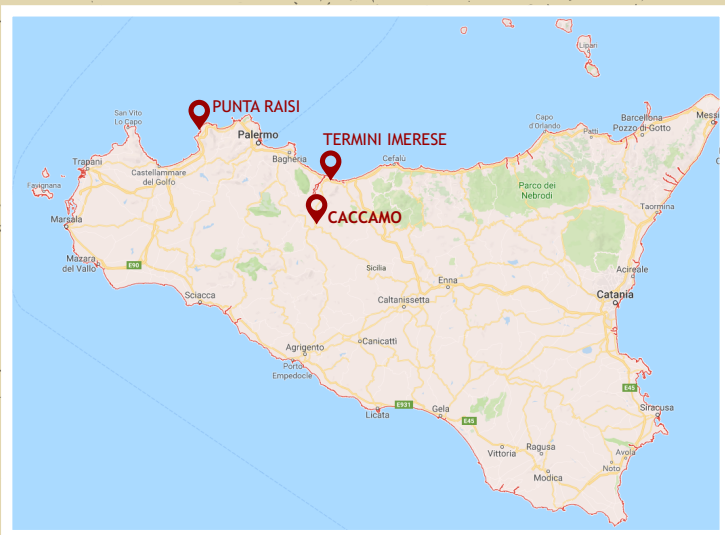 Lipari
PUNTA RAISI
San Vito
Lo Capo
Palermo
TERMINI IMERESE
Capo
d'Orlando
Patti
Barcellona
Pozzo di Gotto
Messi
Trapani
Bagheria
Cefalù
Castellammare
del Golfo
Favignana
Parco dei
Nebrodi
Marsala
CACCAMO
Taormina
Mazara
del Vallo
E90
Sicilia
Acireale
Enna
Sciacca
Caltanissetta
Catania
Agrigento
Canicattì
Porto
Empedocle
E45
Licata
E931
Gela
E45
Siracusa
Vittoria
Ragusa
Avola
Noto
Modica